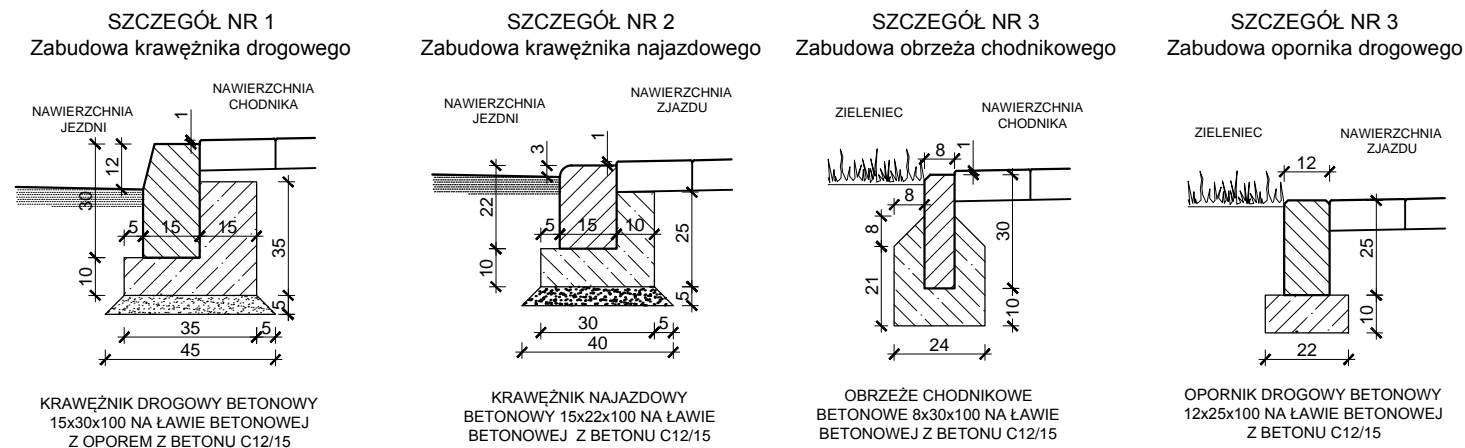 SZCZEGÓŁ NR 1
Zabudowa krawężnika drogowego
NAWIERZCHNIA
JEZDNI
NAWIERZCHNIA
CHODNIKA
1
12
30
5
15
15
10
35
5
35
5
45
KRAWĘŻNIK DROGOWY BETONOWY
15x30x100 NA ŁAWIE BETONOWEJ
Z OPOREM Z BETONU C12/15
SZCZEGÓŁ NR 2
Zabudowa krawężnika najazdowego
NAWIERZCHNIA
JEZDNI
NAWIERZCHNIA
ZJAZDU
3
1
22
5
15
10
25
10
5
30
5
40
KRAWĘŻNIK NAJAZDOWY
BETONOWY 15x22x100 NA ŁAWIE
BETONOWEJ Z BETONU C12/15
SZCZEGÓŁ NR 3
Zabudowa obrzeża chodnikowego
ZIELENIEC
NAWIERZCHNIA
CHODNIKA
8
1
8
8
30
21
10
24
OBRZEŻE CHODNIKOWE
BETONOWE 8x30x100 NA ŁAWIE
BETONOWEJ Z BETONU C12/15
SZCZEGÓŁ NR 3
Zabudowa opornika drogowego
ZIELENIEC
NAWIERZCHNIA
ZJAZDU
12
25
10
22
OPORNIK DROGOWY BETONOWY
12x25x100 NA ŁAWIE BETONOWEJ
Z BETONU C12/15